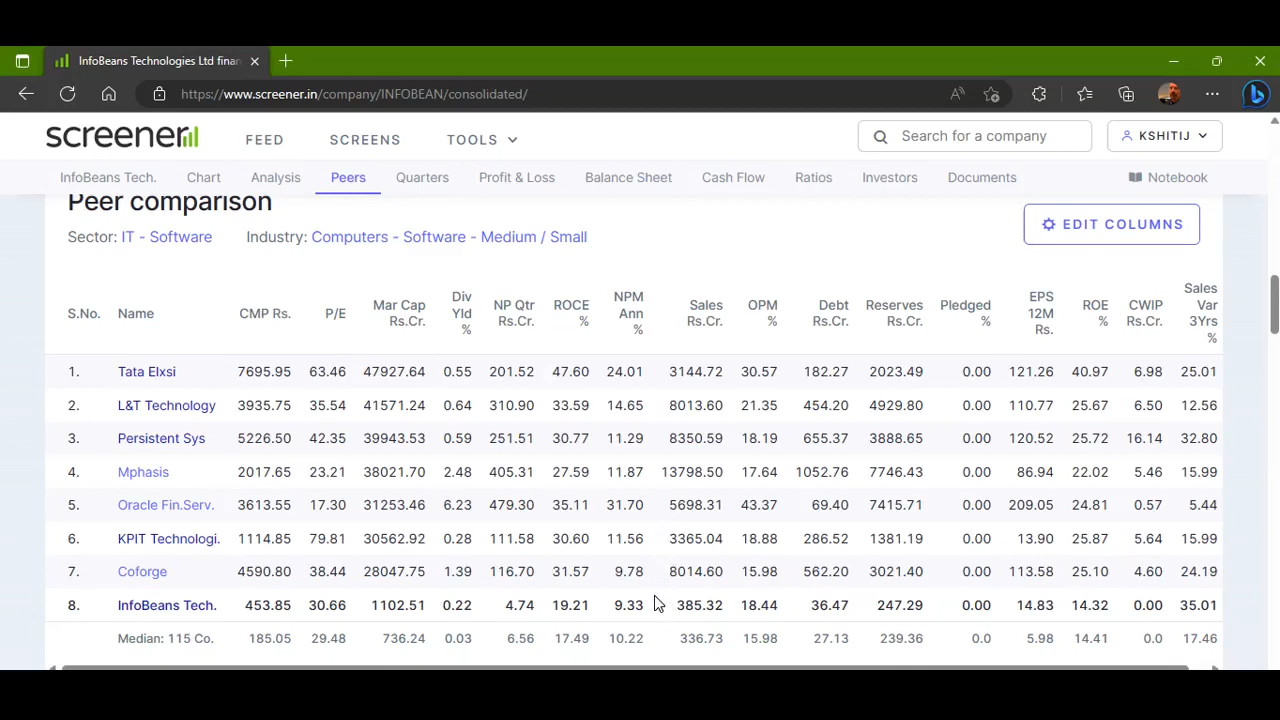 InfoBeans Technologies Ltd finan
https://www.screener.in/company/INFOBEAN/consolidated/
screener
FEED SCREENS TOOLS
Search for a company
KSHITIJ
InfoBeans Tech. Chart Analysis Peers Quarters Profit & Loss Balance Sheet Cash Flow Ratios Investors Documents Notebook
Peer comparison
Sector: IT - Software Industry: Computers - Software - Medium / Small
EDIT COLUMNS
S.No. Name CMP Rs. P/E Mar Cap Rs.Cr. Div Yld % NP Qtr Rs.Cr. ROCE % NPM Ann % Sales Rs.Cr. OPM % Debt Rs.Cr. Reserves Rs.Cr. Pledged % EPS 12M Rs. ROE % CWIP Rs.Cr. Sales Var 3Yrs %
1. Tata Elxsi 7695.95 63.46 47927.64 0.55 201.52 47.60 24.01 3144.72 30.57 182.27 2023.49 0.00 121.26 40.97 6.98 25.01
2. L&T Technology 3935.75 35.54 41571.24 0.64 310.90 33.59 14.65 8013.60 21.35 454.20 4929.80 0.00 110.77 25.67 6.50 12.56
3. Persistent Sys 5226.50 42.35 39943.53 0.59 251.51 30.77 11.29 8350.59 18.19 655.37 3888.65 0.00 120.52 25.72 16.14 32.80
4. Mphasis 2017.65 23.21 38021.70 2.48 405.31 27.59 11.87 13798.50 17.64 1052.76 7746.43 0.00 86.94 22.02 5.46 15.99
5. Oracle Fin.Serv. 3613.55 17.30 31253.46 6.23 479.30 35.11 31.70 5698.31 43.37 69.40 7415.71 0.00 209.05 24.81 0.57 5.44
6. KPIT Technologi. 1114.85 79.81 30562.92 0.28 111.58 30.60 11.56 3365.04 18.88 286.52 1381.19 0.00 13.90 25.87 5.64 15.99
7. Coforge 4590.80 38.44 28047.75 1.39 116.70 31.57 9.78 8014.60 15.98 562.20 3021.40 0.00 113.58 25.10 4.60 24.19
8. InfoBeans Tech. 453.85 30.66 1102.51 0.22 4.74 19.21 9.33 385.32 18.44 36.47 247.29 0.00 14.83 14.32 0.00 35.01
Median: 115 Co. 185.05 29.48 736.24 0.03 6.56 17.49 10.22 336.73 15.98 27.13 239.36 0.0 5.98 14.41 0.0 17.46